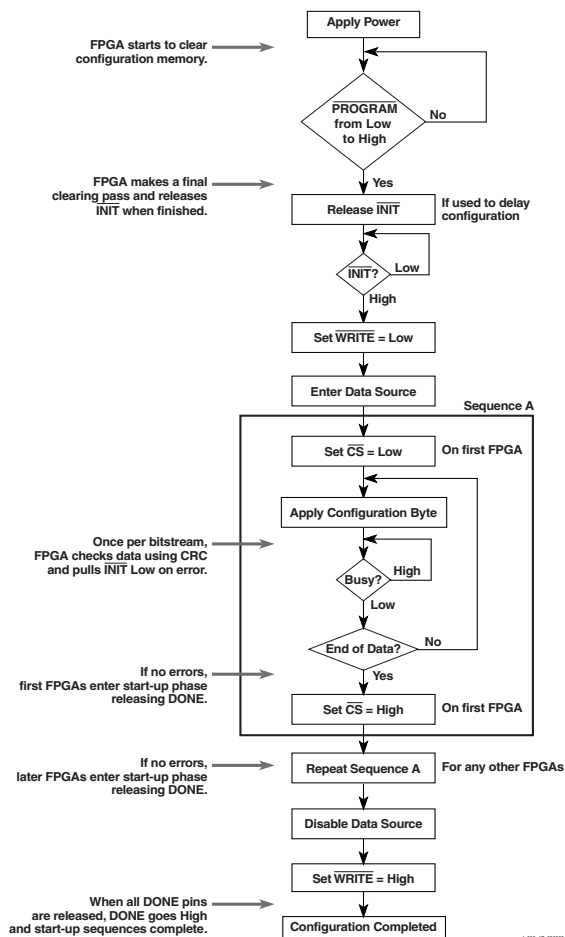 Apply Power
FPGA starts to clear
configuration memory.
PROGRAM
from Low
to High
No
Yes
FPGA makes a final
clearing pass and releases
INIT when finished.
Release INIT
If used to delay
configuration
INIT?
Low
High
Set WRITE = Low
Enter Data Source
Sequence A
Set CS = Low
On first FPGA
Apply Configuration Byte
Once per bitstream,
FPGA checks data using CRC
and pulls INIT Low on error.
Busy?
High
Low
End of Data?
No
Yes
If no errors,
first FPGAs enter start-up phase
releasing DONE.
Set CS = High
On first FPGA
If no errors,
later FPGAs enter start-up phase
releasing DONE.
Repeat Sequence A
For any other FPGAs
Disable Data Source
Set WRITE = High
When all DONE pins
are released, DONE goes High
and start-up sequences complete.
Configuration Completed